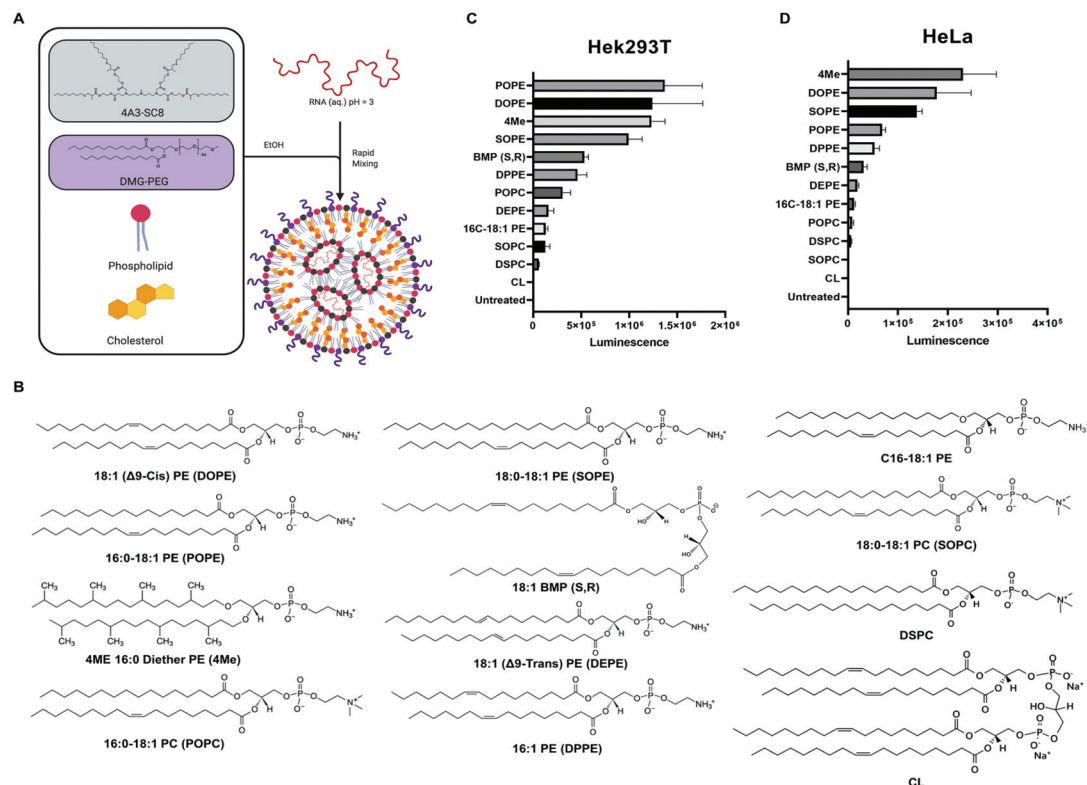 A
4A3-SC8
DMG-PEG
Phospholipid
Cholesterol
RNA (aq.) pH = 3
EtOH
Rapid
Mixing
C
Hek293T
POPE
DOPE
4Me
SOPE
BMP (S,R)
DPPE
POPC
DEPE
16C-18:1 PE
SOPC
DSPC
CL
Untreated
0
5×10⁵
1×10⁶
2×10⁶
2×10⁶
Luminescence
D
HeLa
4Me
DOPE
SOPE
POPE
DPPE
BMP (S,R)
DEPE
16C-18:1 PE
POPC
DSPC
SOPC
CL
Untreated
0
1×10⁵
2×10⁵
3×10⁵
4×10⁵
Luminescence
B
18:1 (Δ9-Cis) PE (DOPE)
16:0-18:1 PE (POPE)
4ME 16:0 Diether PE (4Me)
16:0-18:1 PC (POPC)
18:0-18:1 PE (SOPE)
18:1 BMP (S,R)
18:1 (Δ9-Trans) PE (DEPE)
16:1 PE (DPPE)
C16-18:1 PE
18:0-18:1 PC (SOPC)
DSPC
CL